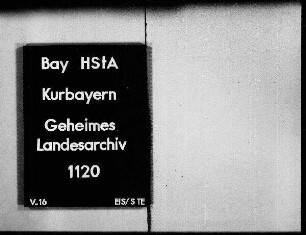 Bay HStA
Kurbayern
Geheimes
Landesarchiv
1120
V.16 EIS/STE